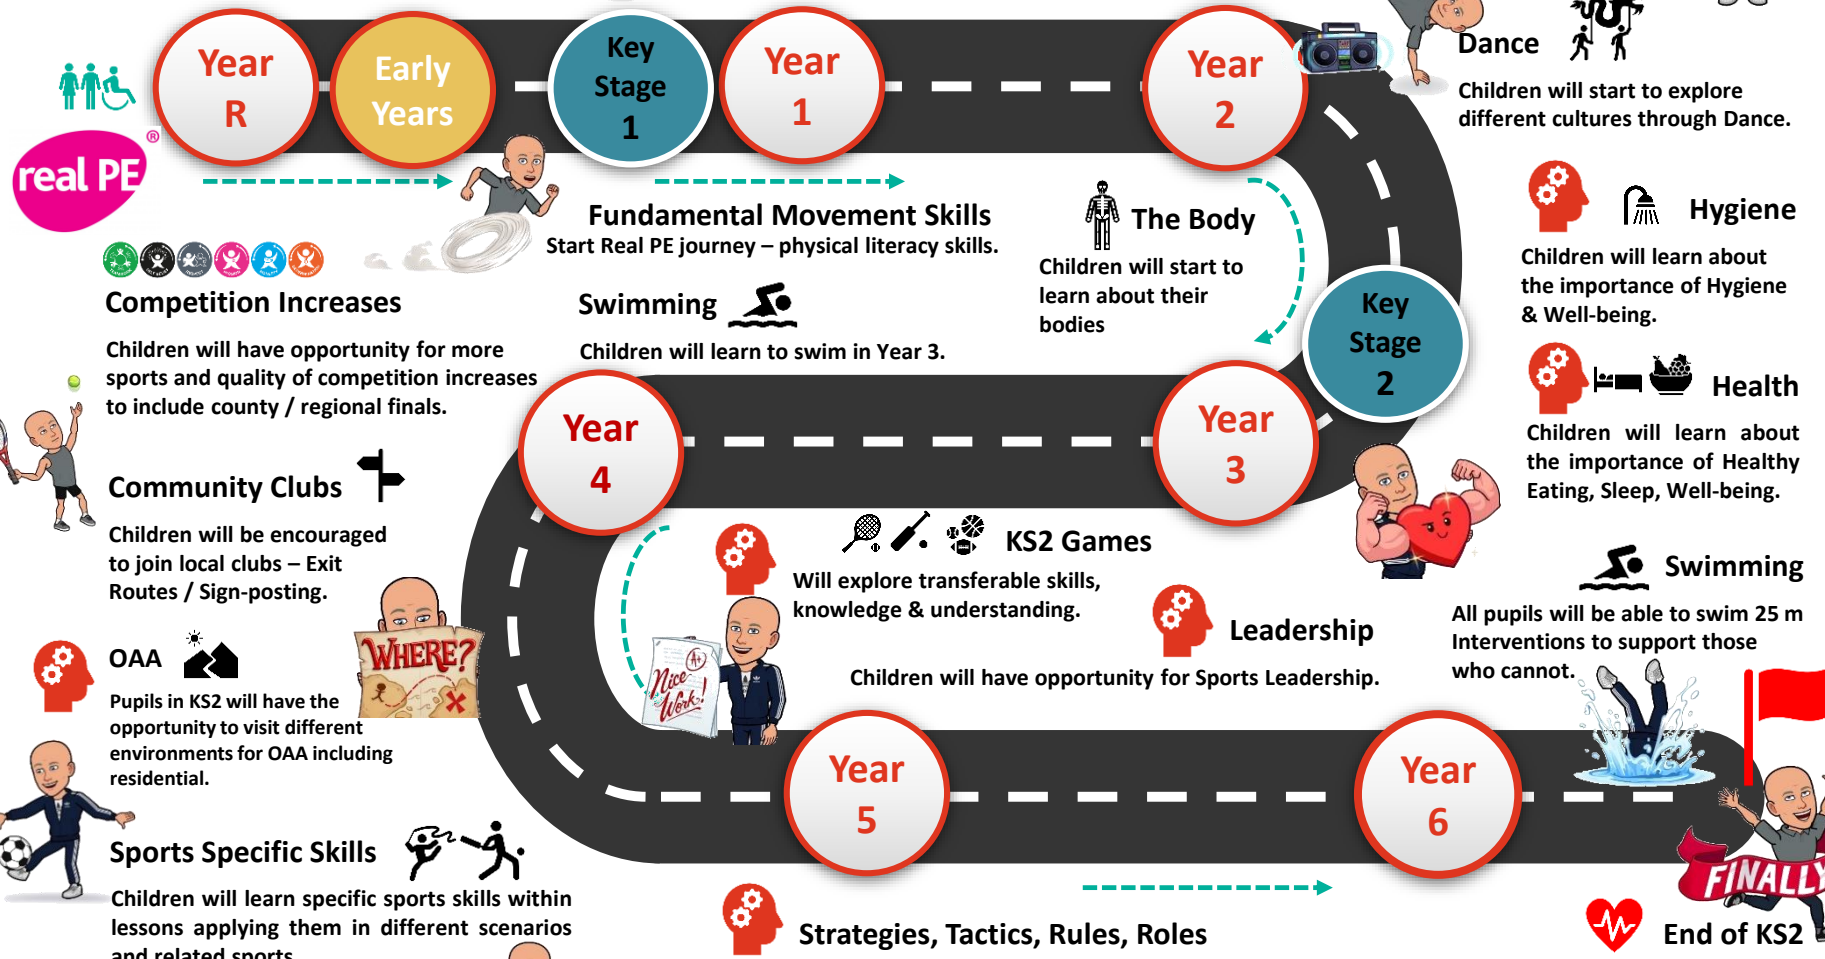 Year
R
Early
Years
Key
Stage
1
Year
1
Year
2
Dance
Children will start to explore
different cultures through Dance.
real PE®
Fundamental Movement Skills
Start Real PE journey – physical literacy skills.
The Body
Children will start to
learn about their
bodies
Hygiene
Children will learn about
the importance of Hygiene
& Well-being.
Key
Stage
2
Competition Increases
Children will have opportunity for more
sports and quality of competition increases
to include county / regional finals.
Swimming
Children will learn to swim in Year 3.
Health
Children will learn about
the importance of Healthy
Eating, Sleep, Well-being.
Year
4
Year
3
Community Clubs
Children will be encouraged
to join local clubs – Exit
Routes / Sign-posting.
KS2 Games
Will explore transferable skills,
knowledge & understanding.
Leadership
Children will have opportunity for Sports Leadership.
Swimming
All pupils will be able to swim 25 m
Interventions to support those
who cannot.
WHERE?
A+
Nice
Work!
OAA
Pupils in KS2 will have the
opportunity to visit different
environments for OAA including
residential.
Year
5
Year
6
Sports Specific Skills
Children will learn specific sports skills within
lessons applying them in different scenarios
and related sports
Strategies, Tactics, Rules, Roles
FINALLY
End of KS2